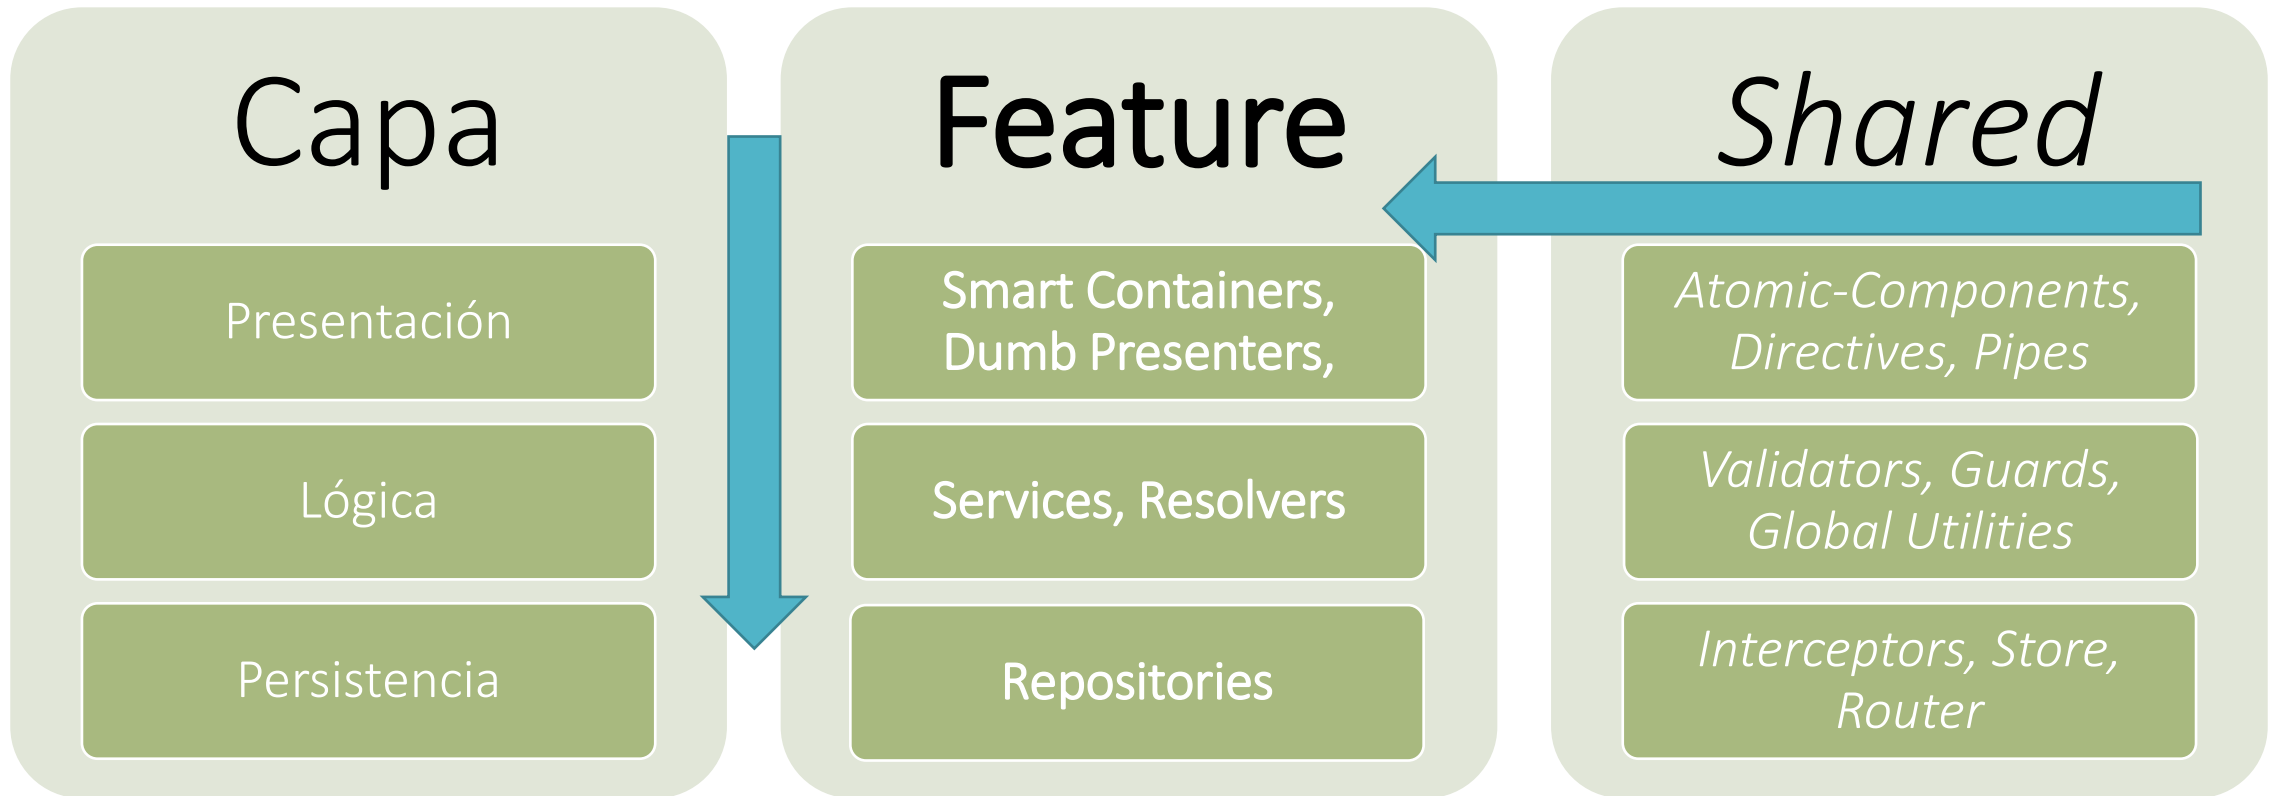 Capa
Presentación
Lógica
Persistencia
Feature
Smart Containers,
Dumb Presenters,
Services, Resolvers
Repositories
Shared
Atomic-Components,
Directives, Pipes
Validators, Guards,
Global Utilities
Interceptors, Store,
Router